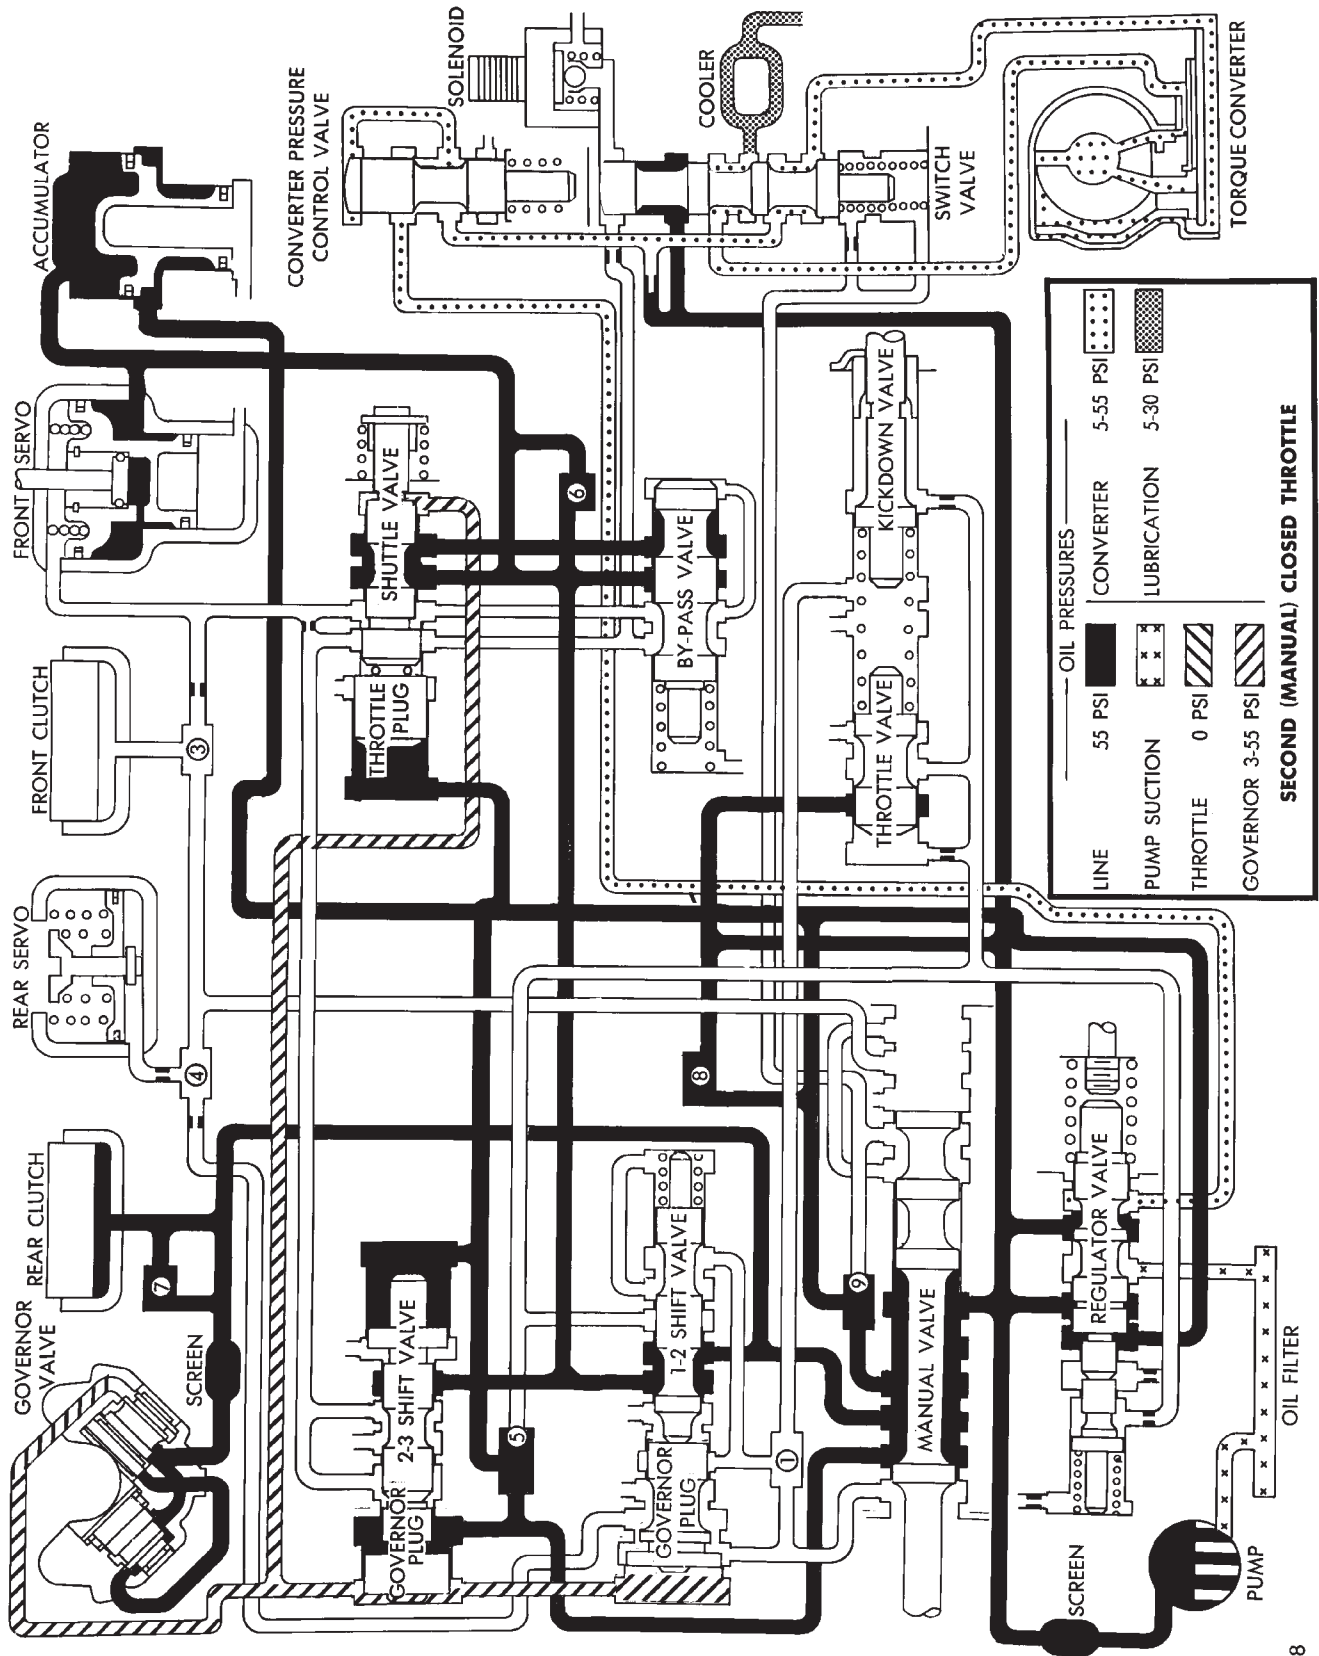 GOVERNOR
VALVE
REAR CLUTCH
REAR SERVO
FRONT CLUTCH
FRONT SERVO
ACCUMULATOR
SCREEN
7
4
3
CONVERTER PRESSURE
CONTROL VALVE
SOLENOID
GOVERNOR
PLUG
2-3 SHIFT VALVE
THROTTLE
PLUG
SHUTTLE VALVE
5
6
COOLER
GOVERNOR
PLUG
1-2 SHIFT VALVE
8
BY-PASS VALVE
1
9
THROTTLE VALVE
KICKDOWN VALVE
SWITCH
VALVE
MANUAL VALVE
TORQUE CONVERTER
SCREEN
REGULATOR VALVE
PUMP
OIL FILTER
OIL PRESSURES
LINE 55 PSI
PUMP SUCTION
THROTTLE 0 PSI
GOVERNOR 3-55 PSI
CONVERTER 5-55 PSI
LUBRICATION 5-30 PSI
SECOND (MANUAL) CLOSED THROTTLE
8